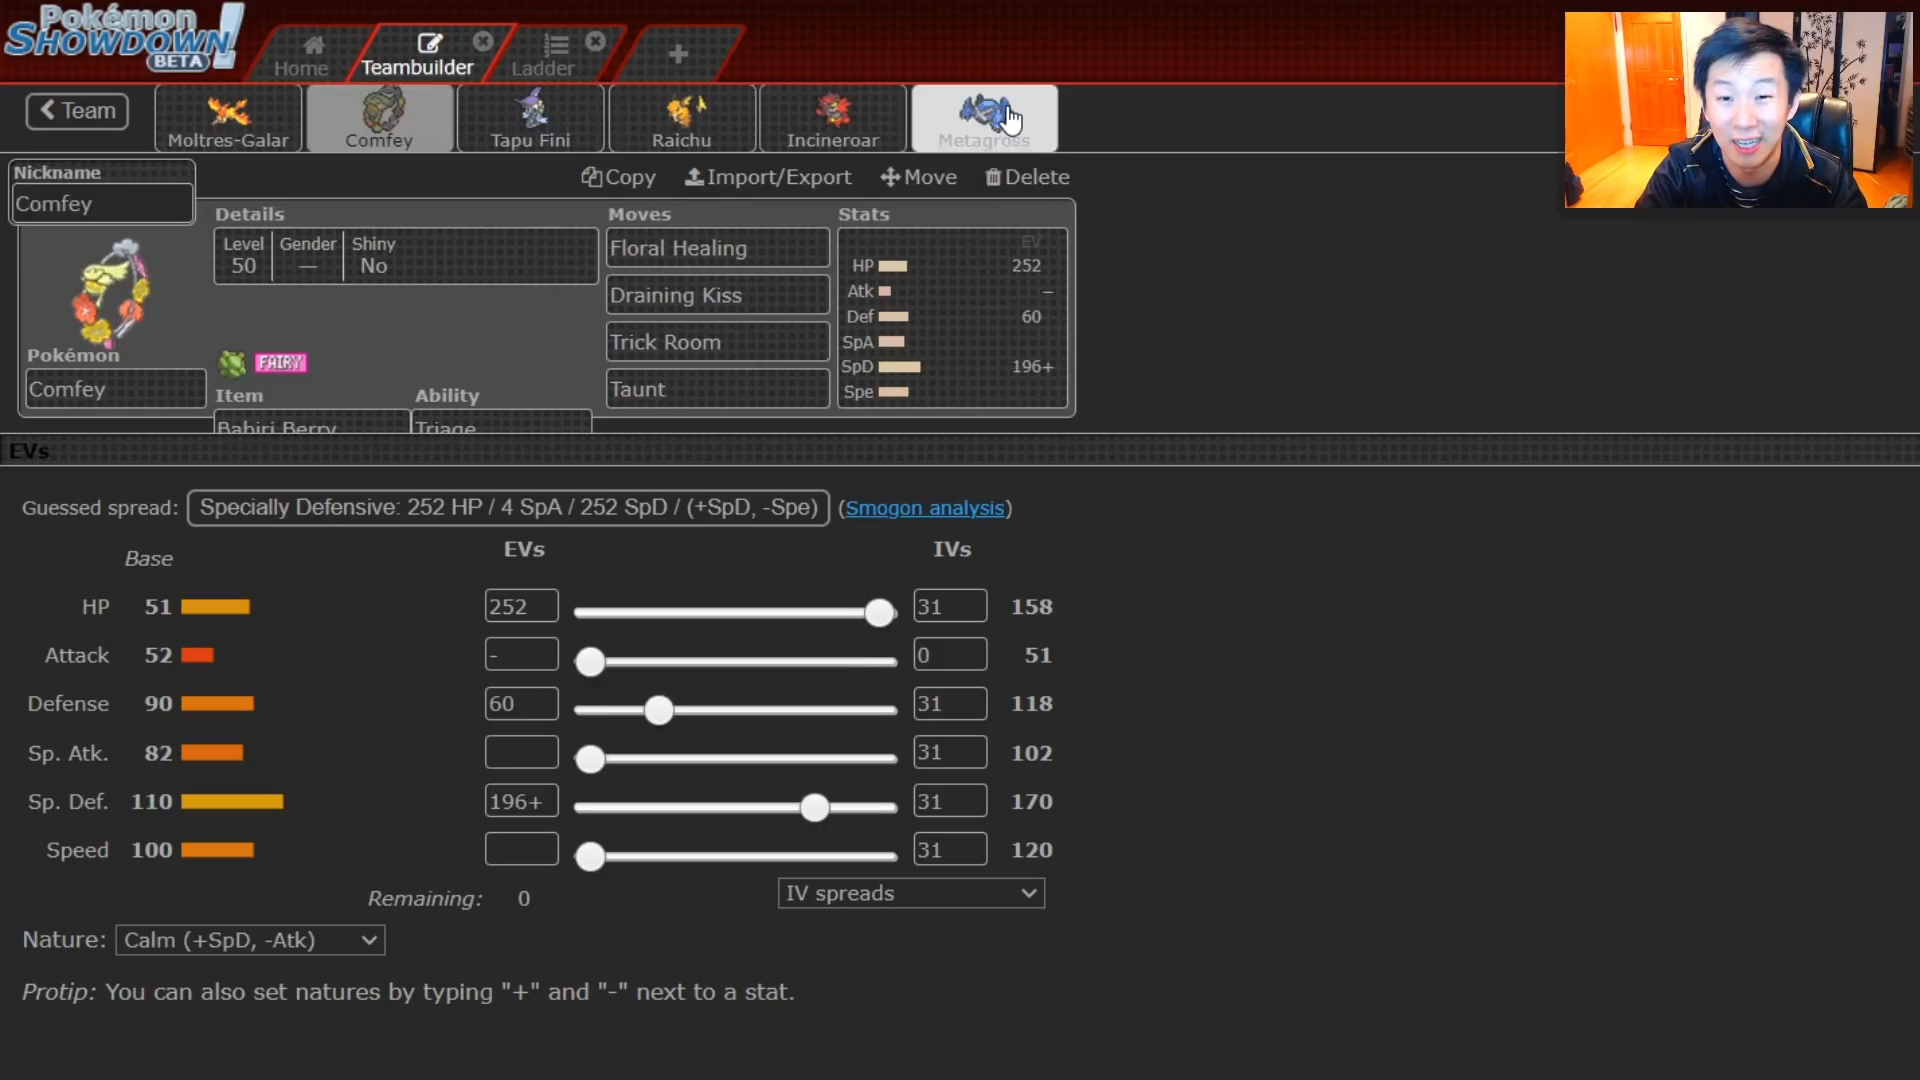 Pokémon
SHOWDOWN!
BETA
Home
Teambuilder
Ladder
Team
Moltres-Galar
Comfey
Tapu Fini
Raichu
Incineroar
Metagross
Nickname
Comfey
Copy
Import/Export
Move
Delete
Details
Moves
Stats
Level
Gender
Shiny
50
—
No
Floral Healing
Draining Kiss
Trick Room
Taunt
EV
HP 252
Atk –
Def 60
SpA
SpD 196+
Spe
Pokémon
Comfey
FAIRY
Item
Ability
Babiri Berry
Triage
EVs
Guessed spread: Specially Defensive: 252 HP / 4 SpA / 252 SpD / (+SpD, -Spe) (Smogon analysis)
Base EVs IVs
HP 51 252 31 158
Attack 52 - 0 51
Defense 90 60 31 118
Sp. Atk. 82 31 102
Sp. Def. 110 196+ 31 170
Speed 100 31 120
Remaining: 0 IV spreads
Nature: Calm (+SpD, -Atk)
Protip: You can also set natures by typing "+" and "-" next to a stat.